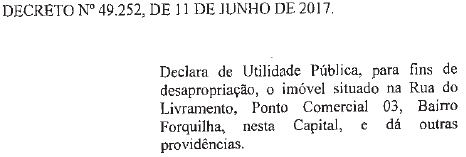 DECRETO Nº 49.252, DE 11 DE JUNHO DE 2017.
Declara de Utilidade Pública, para fins de
desapropriação, o imóvel situado na Rua do
Livramento, Ponto Comercial 03, Bairro
Forquilha, nesta Capital, e dá outras
providências.